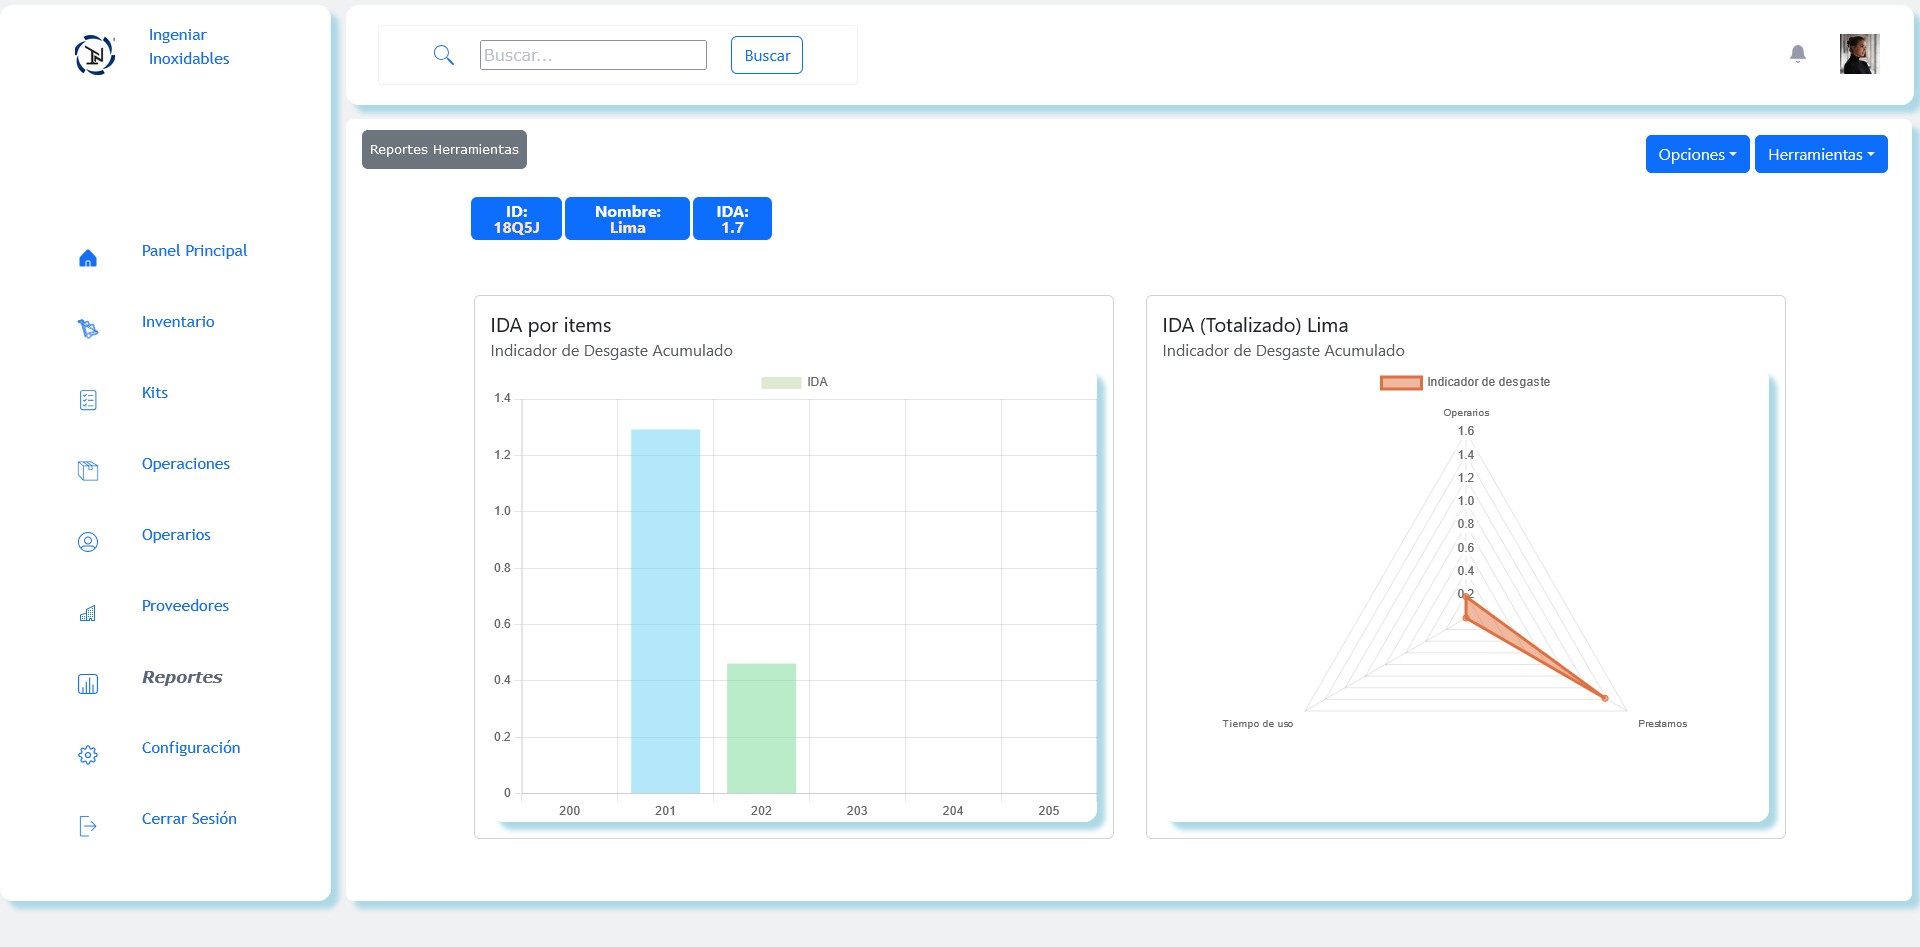 Ingeniar
Inoxidables
Buscar...
Buscar
Reportes Herramientas
Opciones
Herramientas
ID:
18Q5J
Nombre:
Lima
IDA:
1.7
Panel Principal
Inventario
Kits
Operaciones
Operarios
Proveedores
Reportes
Configuración
Cerrar Sesión
IDA por items
Indicador de Desgaste Acumulado
IDA
1.4
1.2
1.0
0.8
0.6
0.4
0.2
0
200 201 202 203 204 205
IDA (Totalizado) Lima
Indicador de Desgaste Acumulado
Indicador de desgaste
Operarios
1.6
1.4
1.2
1.0
0.8
0.6
0.4
0.2
Tiempo de uso
Prestamos